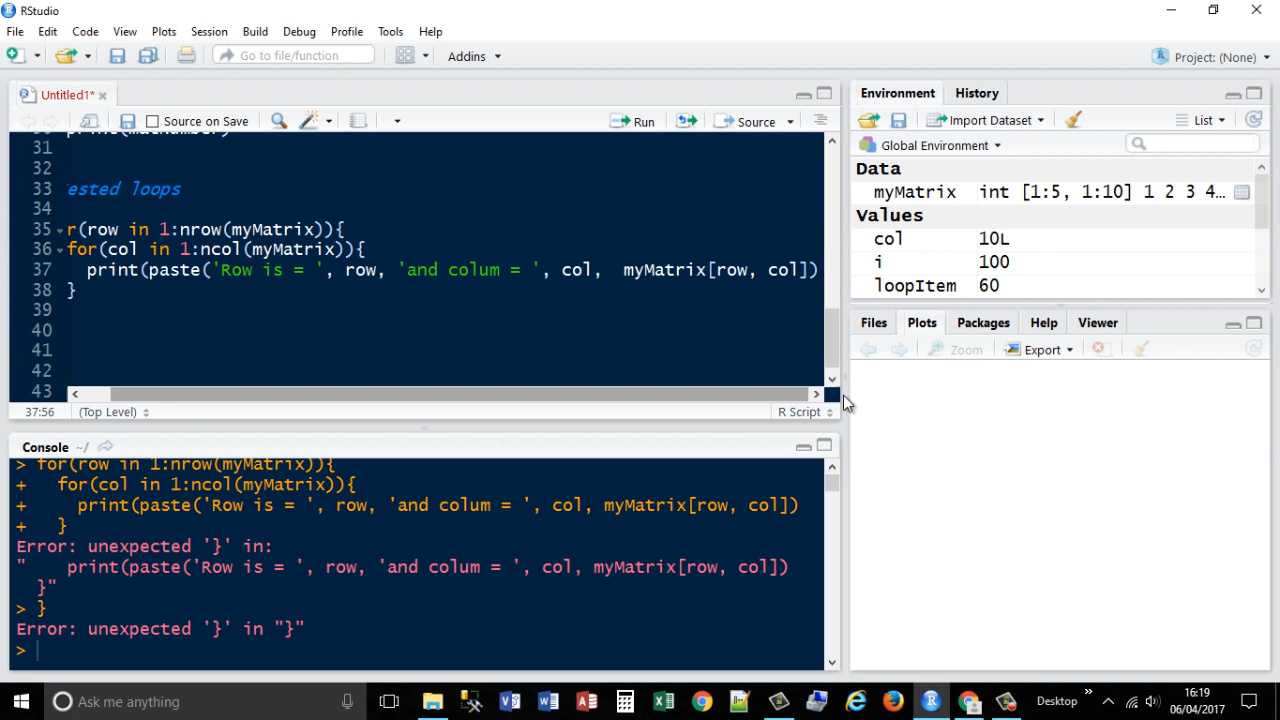 RStudio
File Edit Code View Plots Session Build Debug Profile Tools Help
Go to file/function Addins Project: (None)
Untitled1*
Source on Save Run Source
31
32
33 ested loops
34
35 r(row in 1:nrow(myMatrix)){
36 for(col in 1:ncol(myMatrix)){
37 print(paste('Row is = ', row, 'and colum = ', col,  myMatrix[row, col])
38 }
39
40
41
42
43
37:56 (Top Level) R Script
Console ~/
> for(row in 1:nrow(myMatrix)){
+ for(col in 1:ncol(myMatrix)){
+ print(paste('Row is = ', row, 'and colum = ', col, myMatrix[row, col])
+ }
Error: unexpected '}' in:
" print(paste('Row is = ', row, 'and colum = ', col, myMatrix[row, col])
}"
> }
Error: unexpected '}' in "}"
>
Environment History
Import Dataset List
Global Environment
Data
myMatrix int [1:5, 1:10] 1 2 3 4…
Values
col 10L
i 100
loopItem 60
Files Plots Packages Help Viewer
Zoom Export
Ask me anything Desktop 16:19
06/04/2017